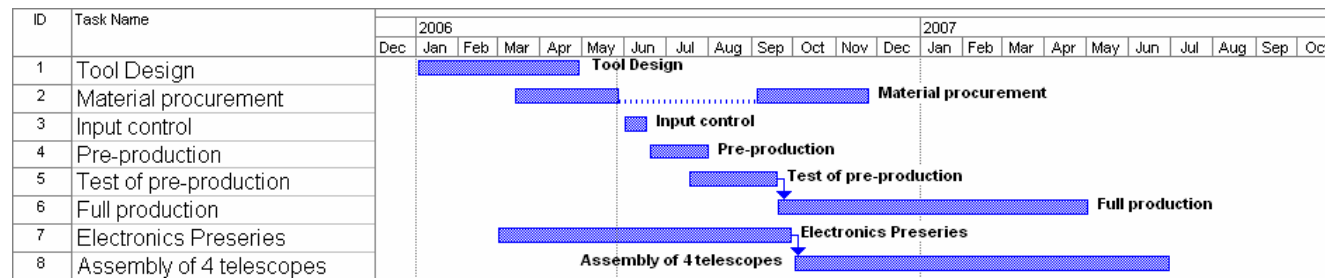 ID Task Name
2006 2007
Dec Jan Feb Mar Apr May Jun Jul Aug Sep Oct Nov Dec Jan Feb Mar Apr May Jun Jul Aug Sep Oct
1 Tool Design Tool Design
2 Material procurement Material procurement
3 Input control Input control
4 Pre-production Pre-production
5 Test of pre-production Test of pre-production
6 Full production Full production
7 Electronics Preseries Electronics Preseries
8 Assembly of 4 telescopes Assembly of 4 telescopes